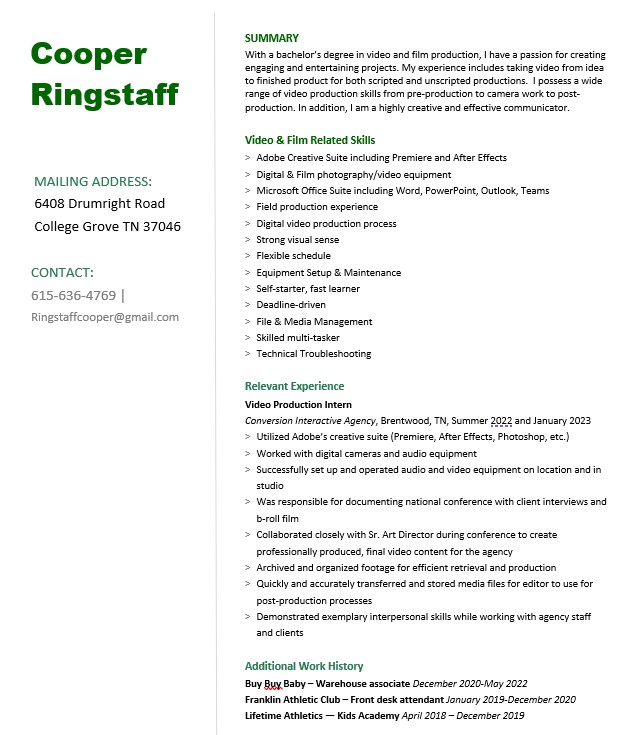 Cooper
Ringstaff
MAILING ADDRESS:
6408 Drumright Road
College Grove TN 37046
CONTACT:
615-636-4769 |
Ringstaffcooper@gmail.com
SUMMARY
With a bachelor's degree in video and film production, I have a passion for creating
engaging and entertaining projects. My experience includes taking video from idea
to finished product for both scripted and unscripted productions. I possess a wide
range of video production skills from pre-production to camera work to post-
production. In addition, I am a highly creative and effective communicator.
Video & Film Related Skills
> Adobe Creative Suite including Premiere and After Effects
> Digital & Film photography/video equipment
> Microsoft Office Suite including Word, PowerPoint, Outlook, Teams
> Field production experience
> Digital video production process
> Strong visual sense
> Flexible schedule
> Equipment Setup & Maintenance
> Self-starter, fast learner
> Deadline-driven
> File & Media Management
> Skilled multi-tasker
> Technical Troubleshooting
Relevant Experience
Video Production Intern
Conversion Interactive Agency, Brentwood, TN, Summer 2022 and January 2023
> Utilized Adobe's creative suite (Premiere, After Effects, Photoshop, etc.)
> Worked with digital cameras and audio equipment
> Successfully set up and operated audio and video equipment on location and in
studio
> Was responsible for documenting national conference with client interviews and
b-roll film
> Collaborated closely with Sr. Art Director during conference to create
professionally produced, final video content for the agency
> Archived and organized footage for efficient retrieval and production
> Quickly and accurately transferred and stored media files for editor to use for
post-production processes
> Demonstrated exemplary interpersonal skills while working with agency staff
and clients
Additional Work History
Buy Buy Baby – Warehouse associate December 2020-May 2022
Franklin Athletic Club – Front desk attendant January 2019-December 2020
Lifetime Athletics — Kids Academy April 2018 – December 2019